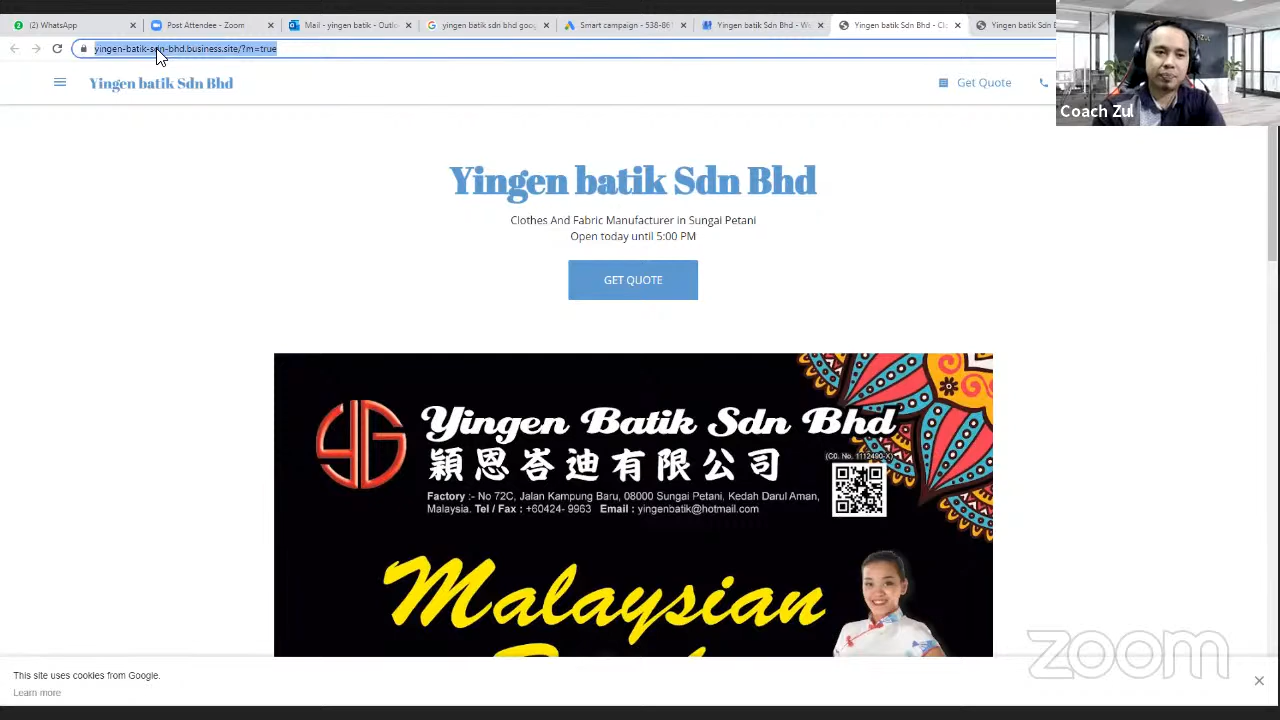 (2) WhatsApp
Post Attendee - Zoom
Mail - yingen batik - Outlo
yingen batik sdn bhd goog
Smart campaign - 538-86
Yingen batik Sdn Bhd - We
Yingen batik Sdn Bhd - Clo
Yingen batik Sdn B
yingen-batik-sdn-bhd.business.site/?m=true
Yingen batik Sdn Bhd
Get Quote
Coach Zul
Yingen batik Sdn Bhd
Clothes And Fabric Manufacturer in Sungai Petani
Open today until 5:00 PM
GET QUOTE
YG
Yingen Batik Sdn Bhd
穎恩峇迪有限公司
(C0. No. 1112490-X)
Factory :- No 72C, Jalan Kampung Baru, 08000 Sungai Petani, Kedah Darul Aman,
Malaysia. Tel / Fax : +60424- 9963 Email : yingenbatik@hotmail.com
Malaysian
zoom
This site uses cookies from Google.
Learn more